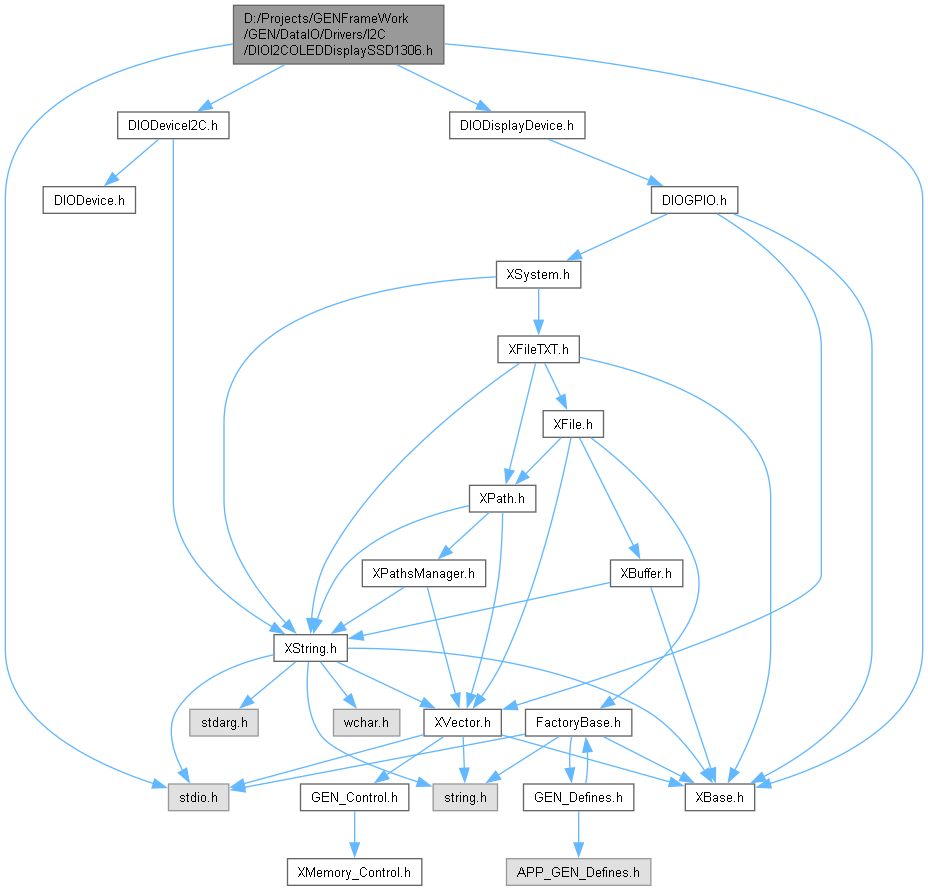 D:/Projects/GENFrameWork
/GEN/DataIO/Drivers/I2C
/DIOI2COLEDDisplaySSD1306.h
DIODeviceI2C.h
DIODisplayDevice.h
DIODevice.h
DIOGPIO.h
XSystem.h
XFileTXT.h
XFile.h
XPath.h
XPathsManager.h
XBuffer.h
XString.h
stdarg.h
wchar.h
XVector.h
FactoryBase.h
stdio.h
GEN_Control.h
string.h
GEN_Defines.h
XBase.h
XMemory_Control.h
APP_GEN_Defines.h